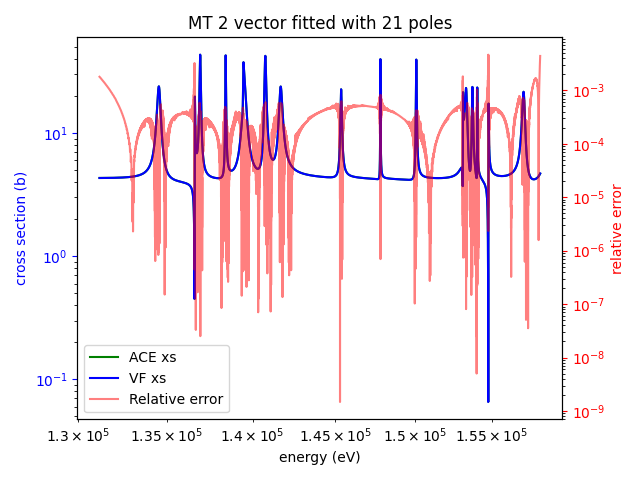 MT 2 vector fitted with 21 poles
10¹
10⁰
10⁻¹
cross section (b)
10⁻³
10⁻⁴
10⁻⁵
10⁻⁶
10⁻⁷
10⁻⁸
10⁻⁹
relative error
ACE xs
VF xs
Relative error
1.3 × 10⁵ 1.35 × 10⁵ 1.4 × 10⁵ 1.45 × 10⁵ 1.5 × 10⁵ 1.55 × 10⁵
energy (eV)